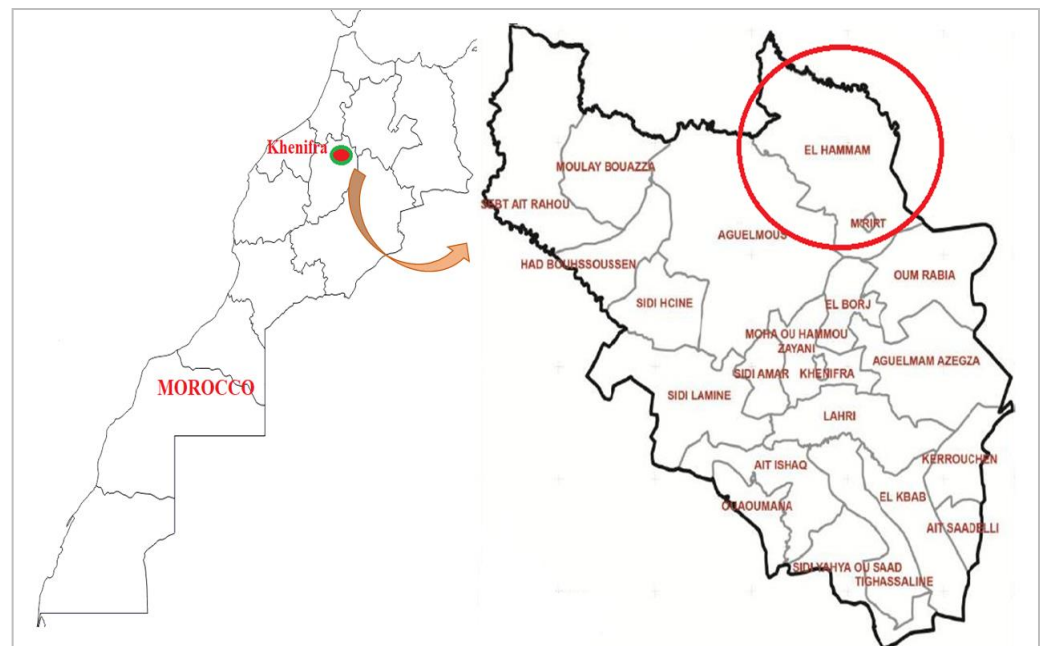 Khenifra
MOROCCO
EL HAMMAM
MOULAY BOUAZZA
SEBT AIT RAHOU
M'RIRT
AGUELMOUS
HAD BOUHSSOUSSEN
OUM RABIA
SIDI HCINE
EL BORJ
MOHA OU HAMMOU
ZAYANI
AGUELMAM AZEGZA
SIDI AMAR
KHENIFRA
SIDI LAMINE
LAHRI
KERROUCHEN
AIT ISHAQ
EL KBAB
OUAOUMANA
AIT SAADELLI
SIDI YAHYA OU SAAD
TIGHASSALINE